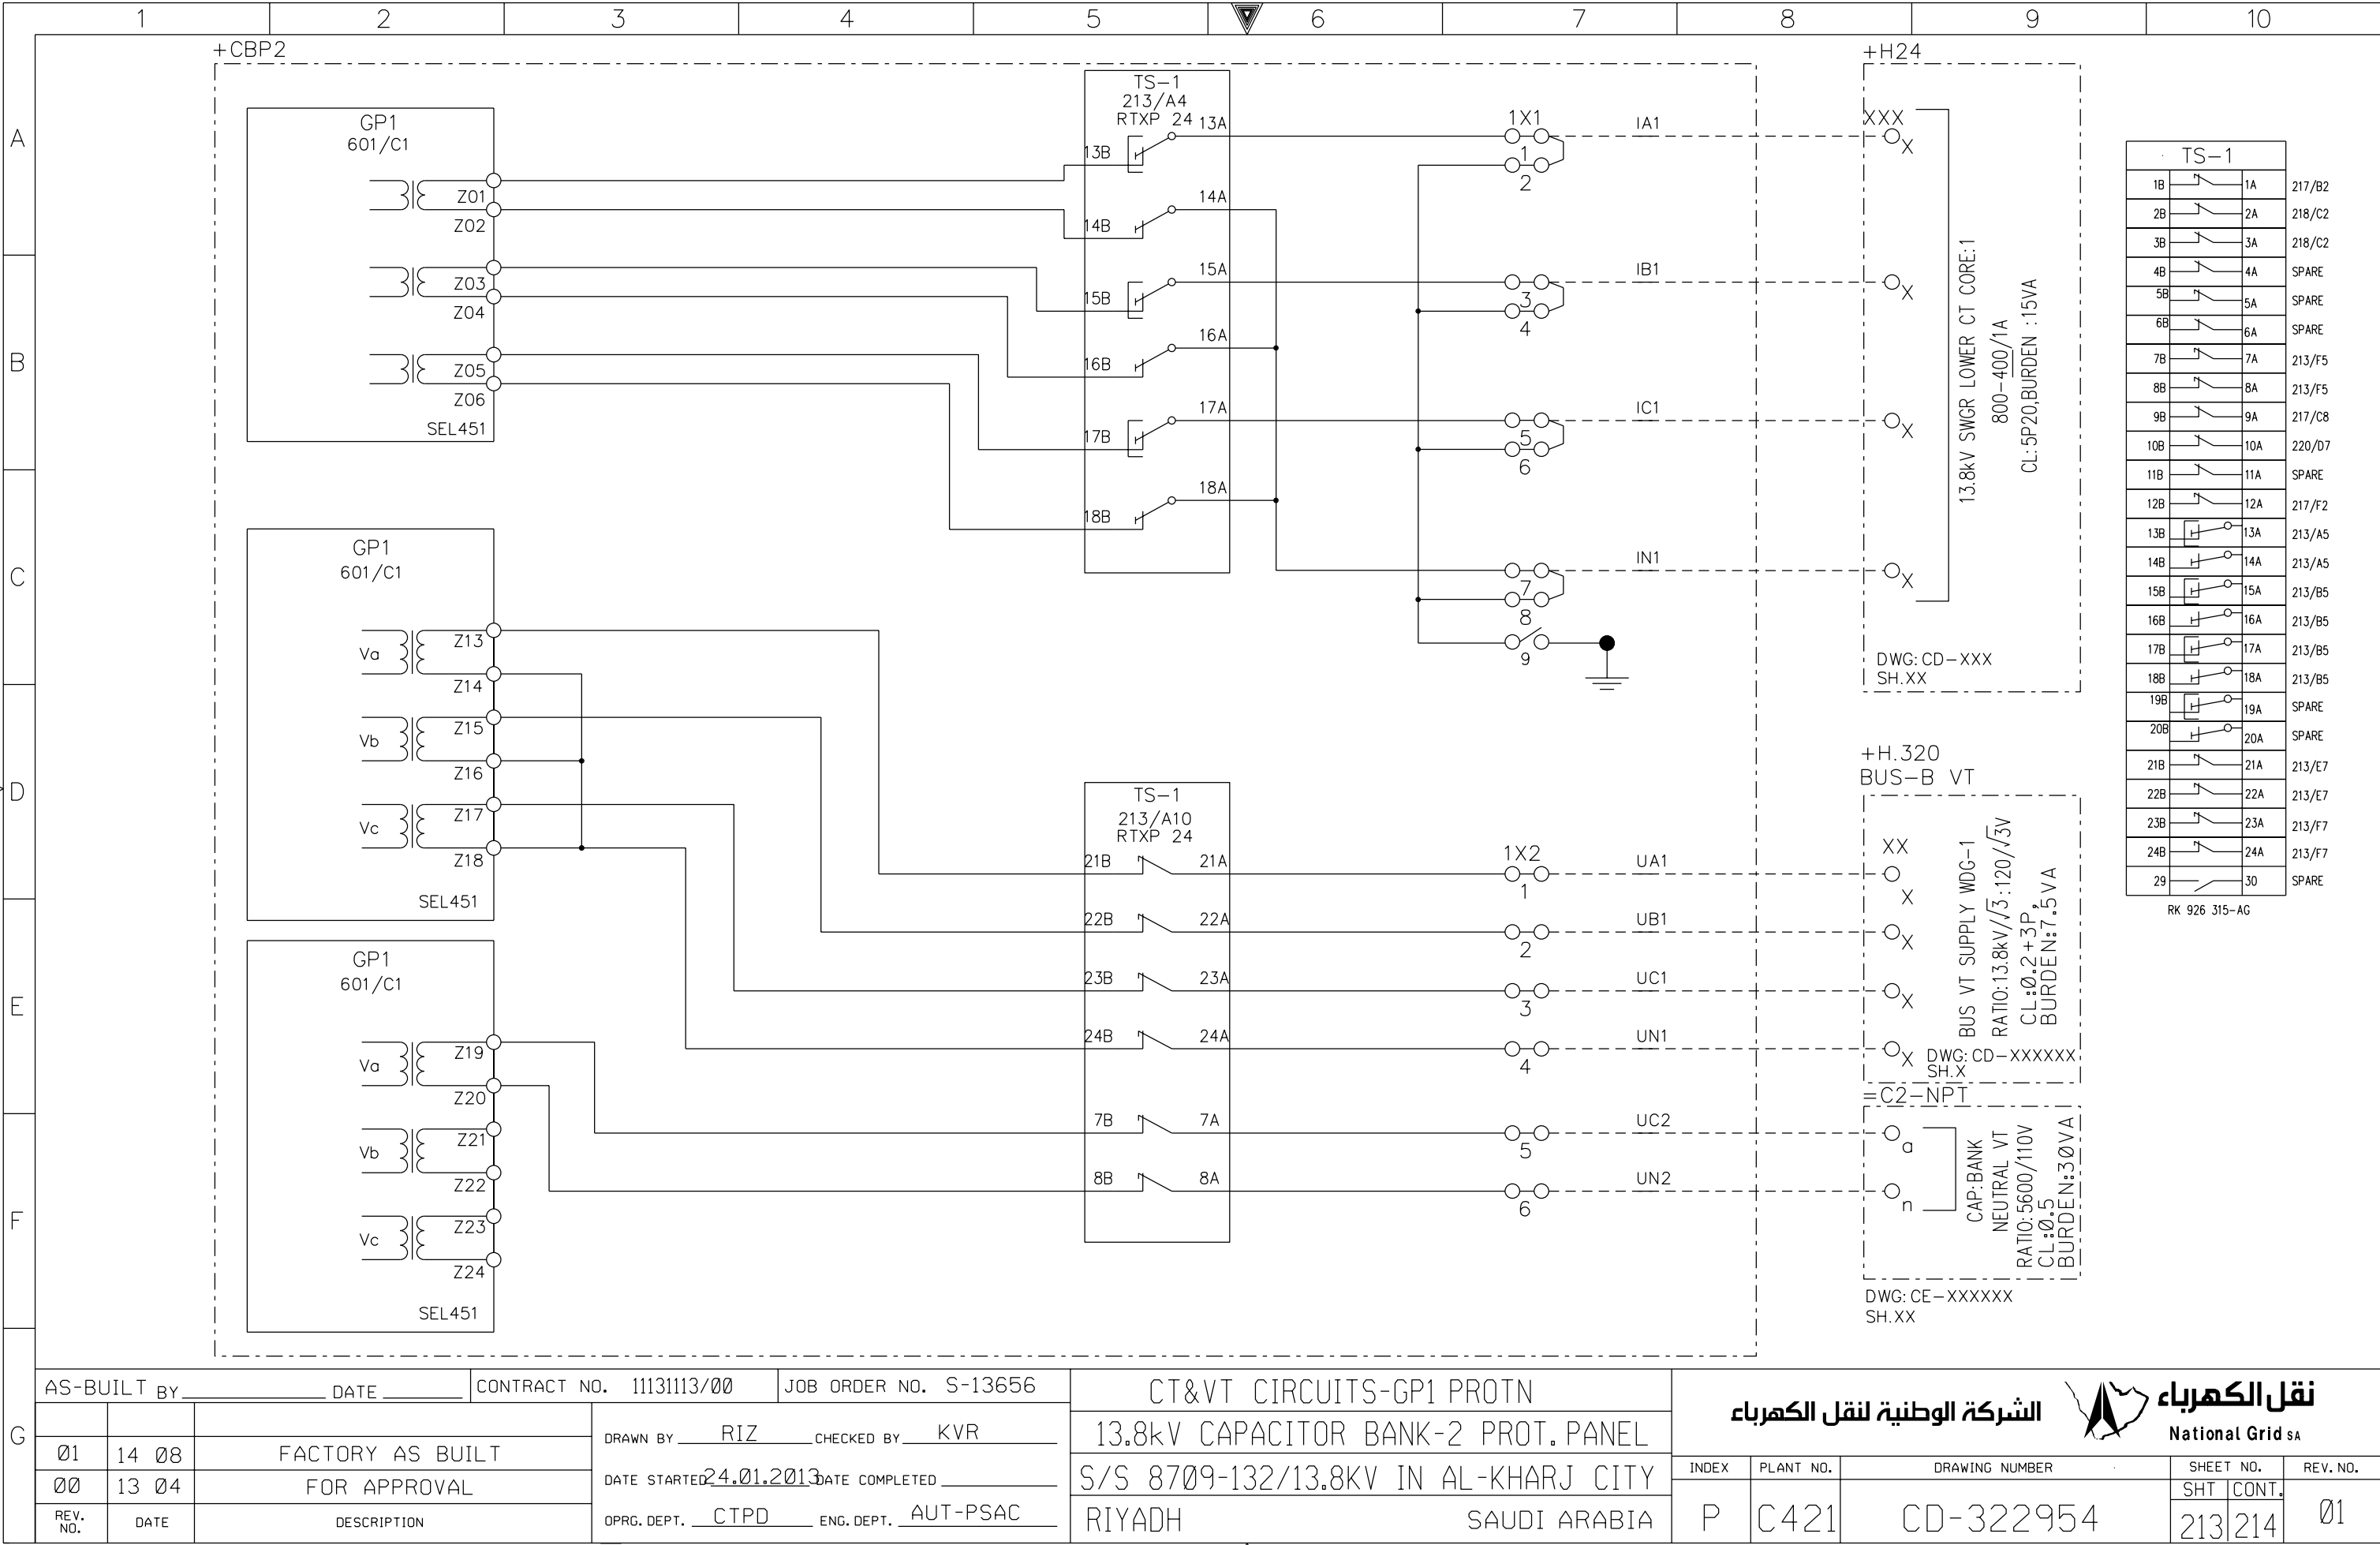 1 2 3 4 5 6 7 8 9 10
A
B
C
D
E
F
G
+CBP2
GP1
601/C1
Z01
Z02
Z03
Z04
Z05
Z06
SEL451
GP1
601/C1
Va
Z13
Z14
Vb
Z15
Z16
Vc
Z17
Z18
SEL451
GP1
601/C1
Va
Z19
Z20
Vb
Z21
Z22
Vc
Z23
Z24
SEL451
TS-1
213/A4
RTXP 24
13A
13B
14A
14B
15A
15B
16A
16B
17A
17B
18A
18B
TS-1
213/A10
RTXP 24
21B 21A
22B 22A
23B 23A
24B 24A
7B 7A
8B 8A
1X1
1
2
3
4
5
6
7
8
9
IA1
IB1
IC1
IN1
1X2
1
2
3
4
5
6
UA1
UB1
UC1
UN1
UC2
UN2
+H24
XXX
X
X
X
X
13.8kV SWGR LOWER CT CORE:1
800-400/1A
CL:5P20,BURDEN :15VA
DWG:CD-XXX
SH.XX
+H.320
BUS-B VT
XX
X
X
X
X
BUS VT SUPPLY WDG-1
RATIO:13.8kV/√3:120/√3V
CL:Ø.2+3P,
BURDEN:7.5VA
DWG:CD-XXXXXX
SH.X
=C2-NPT
a
n
CAP:BANK
NEUTRAL VT
RATIO:5600/110V
CL:Ø.5
BURDEN:3ØVA
DWG:CE-XXXXXX
SH.XX
TS-1
1B 1A 217/B2
2B 2A 218/C2
3B 3A 218/C2
4B 4A SPARE
5B 5A SPARE
6B 6A SPARE
7B 7A 213/F5
8B 8A 213/F5
9B 9A 217/C8
10B 10A 220/D7
11B 11A SPARE
12B 12A 217/F2
13B 13A 213/A5
14B 14A 213/A5
15B 15A 213/B5
16B 16A 213/B5
17B 17A 213/B5
18B 18A 213/B5
19B 19A SPARE
20B 20A SPARE
21B 21A 213/E7
22B 22A 213/E7
23B 23A 213/F7
24B 24A 213/F7
29 30 SPARE
RK 926 315-AG
AS-BUILT BY DATE
CONTRACT NO. 11131113/00
JOB ORDER NO. S-13656
Ø1 14 Ø8 FACTORY AS BUILT
ØØ 13 Ø4 FOR APPROVAL
REV. NO. DATE DESCRIPTION
DRAWN BY RIZ CHECKED BY KVR
DATE STARTED 24.Ø1.2Ø13 DATE COMPLETED
OPRG. DEPT. CTPD ENG. DEPT. AUT-PSAC
CT&VT CIRCUITS-GP1 PROTN
13.8kV CAPACITOR BANK-2 PROT. PANEL
S/S 87Ø9-132/13.8KV IN AL-KHARJ CITY
RIYADH SAUDI ARABIA
الشركة الوطنية لنقل الكهرباء
نقل الكهرباء
National Grid SA
INDEX PLANT NO. DRAWING NUMBER SHEET NO. REV. NO.
SHT CONT.
P C421 CD-322954 213 214 Ø1